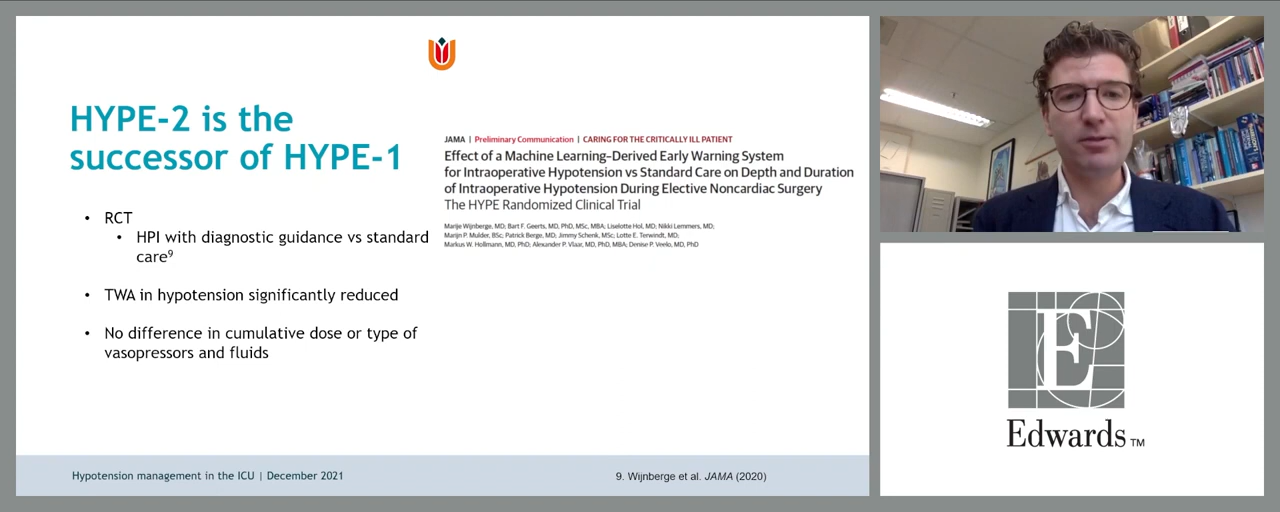 HYPE-2 is the
successor of HYPE-1
• RCT
• HPI with diagnostic guidance vs standard
care9
• TWA in hypotension significantly reduced
• No difference in cumulative dose or type of
vasopressors and fluids
JAMA | Preliminary Communication | CARING FOR THE CRITICALLY ILL PATIENT
Effect of a Machine Learning–Derived Early Warning System
for Intraoperative Hypotension vs Standard Care on Depth and Duration
of Intraoperative Hypotension During Elective Noncardiac Surgery
The HYPE Randomized Clinical Trial
Marije Wijnberge, MD; Bart F. Geerts, MD, PhD, MSc, MBA; Liselotte Hol, MD; Nikki Lemmers, MD;
Marijn P. Mulder, BSc; Patrick Berge, MD; Jimmy Schenk, MSc; Lotte E. Terwindt, MD;
Markus W. Hollmann, MD, PhD; Alexander P. Vlaar, MD, PhD, MBA; Denise P. Veelo, MD, PhD
Hypotension management in the ICU | December 2021
9. Wijnberge et al. JAMA (2020)
E
Edwards™